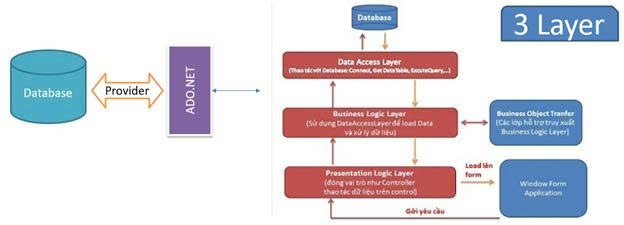 Database
Provider
ADO.NET
3 Layer
Database
Data Access Layer
(Thao tác với Database: Connect, Get DataTable, ExcuteQuery,...)
Business Logic Layer
(Sử dụng DataAccessLayer để load Data
và xử lý dữ liệu)
Business Object Tranfer
(Các lớp hỗ trợ truy xuất
Business Logic Layer)
Presentation Logic Layer
(đóng vai trò như Controller
thao tác dữ liệu trên control)
Load lên
form
Window Form
Application
Gởi yêu cầu